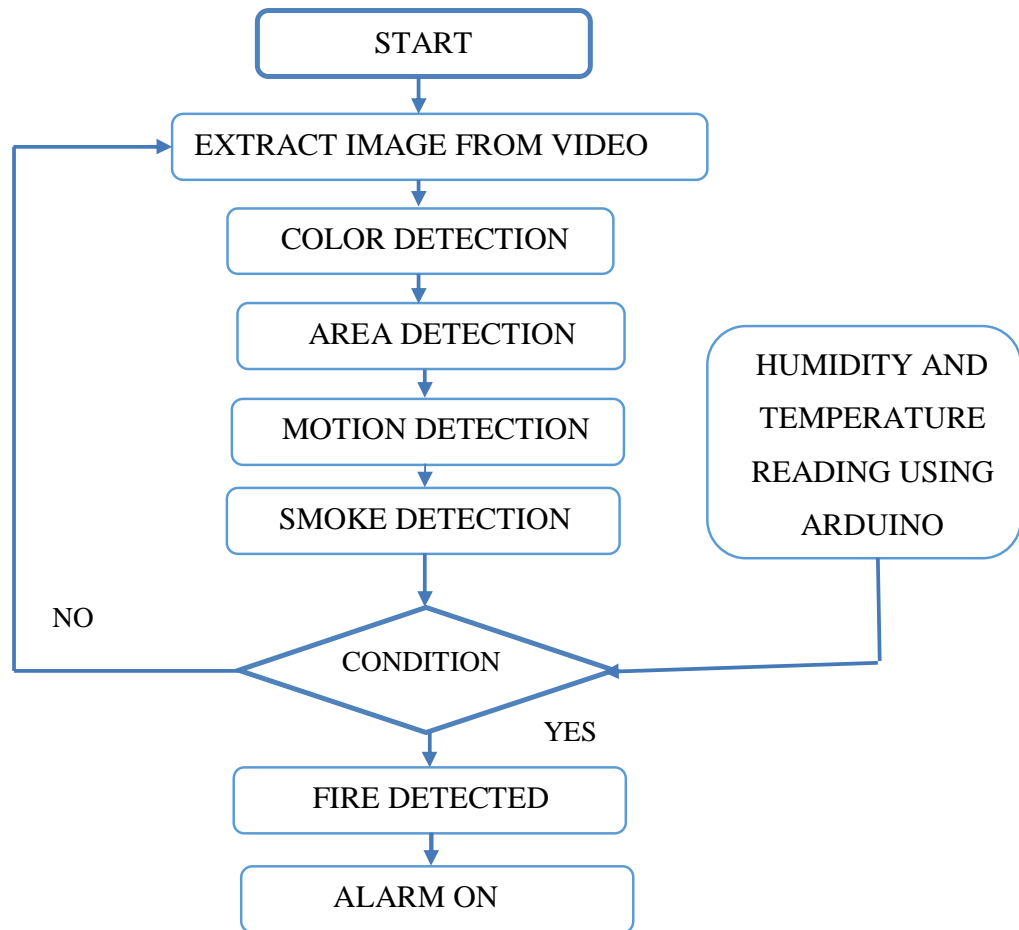 START
EXTRACT IMAGE FROM VIDEO
COLOR DETECTION
AREA DETECTION
MOTION DETECTION
SMOKE DETECTION
HUMIDITY AND
TEMPERATURE
READING USING
ARDUINO
NO
CONDITION
YES
FIRE DETECTED
ALARM ON